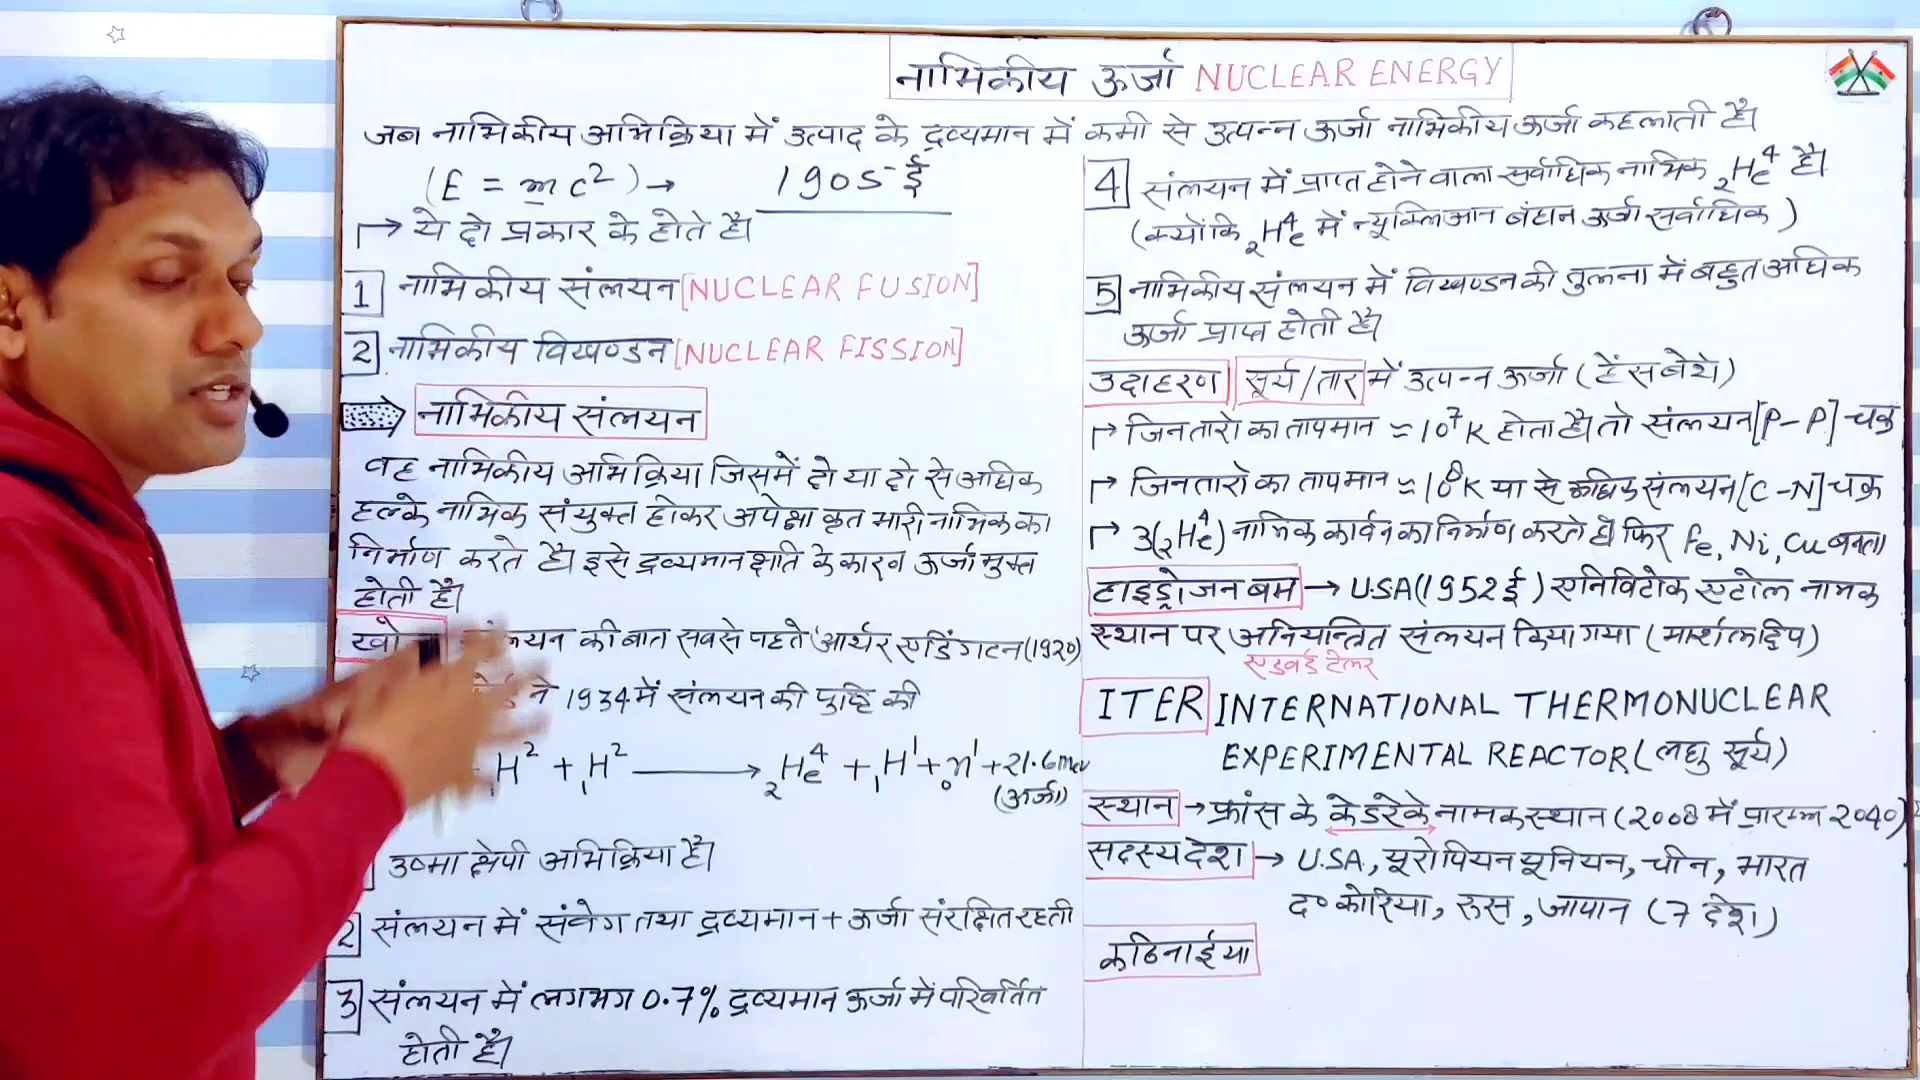 नाभिकीय ऊर्जा NUCLEAR ENERGY
जब नाभिकीय अभिक्रिया में उत्पाद के द्रव्यमान में कमी से उत्पन्न ऊर्जा नाभिकीय ऊर्जा कहलाती है।
(E = mc²) → 1905 ई
→ ये दो प्रकार के होते है।
1 नाभिकीय संलयन [NUCLEAR FUSION]
2 नाभिकीय विखण्डन [NUCLEAR FISSION]
नाभिकीय संलयन
वह नाभिकीय अभिक्रिया जिसमें दो या दो से अधिक
हल्के नाभिक संयुक्त होकर अपेक्षाकृत भारी नाभिक का
निर्माण करते है। इसे द्रव्यमान क्षति के कारण ऊर्जा मुक्त
होती है।
संलयन की बात सबसे पहले 'आर्थर एडिंगटन (1920)
ने 1934 में संलयन की पुष्टि की
₁H² + ₁H² ⟶ ₂He⁴ + ₁H¹ + ₀n¹ + 21.6 mev
(ऊर्जा)
उष्मा क्षेपी अभिक्रिया है।
2 संलयन में संवेग तथा द्रव्यमान + ऊर्जा संरक्षित रहती
3 संलयन में लगभग 0.7% द्रव्यमान ऊर्जा में परिवर्तित
होती है।
4 संलयन में प्राप्त होने वाला सर्वाधिक नाभिक ₂He⁴ है।
(क्योंकि ₂He⁴ में न्यूक्लिआन बंधन ऊर्जा सर्वाधिक)
5 नाभिकीय संलयन में विखण्डन की तुलना में बहुत अधिक
ऊर्जा प्राप्त होती है।
उदाहरण सूर्य/तार में उत्पन्न ऊर्जा (हेंस बेथे)
→ जिन तारो का तापमान ≃ 10⁷ K होता है। तो संलयन [P-P] चक्र
→ जिन तारो का तापमान ≃ 10⁸ K या से अधिक संलयन [C-N] चक्र
→ 3(₂He⁴) नाभिक कार्बन का निर्माण करते है। फिर Fe, Ni, Cu बनता
हाइड्रोजन बम → U.S.A (1952 ई) एनिविटोक एटोल नामक
स्थान पर अनियन्त्रित संलयन किया गया (मार्शल द्विप)
एडवर्ड टेलर
ITER INTERNATIONAL THERMONUCLEAR
EXPERIMENTAL REACTOR (लघु सूर्य)
स्थान → फ्रांस के केडरेके नामक स्थान (2008 में प्रारम्भ 2040)
सदस्य देश → U.S.A, यूरोपियन यूनियन, चीन, भारत
द० कोरिया, रूस, जापान (7 देश)
कठिनाईया